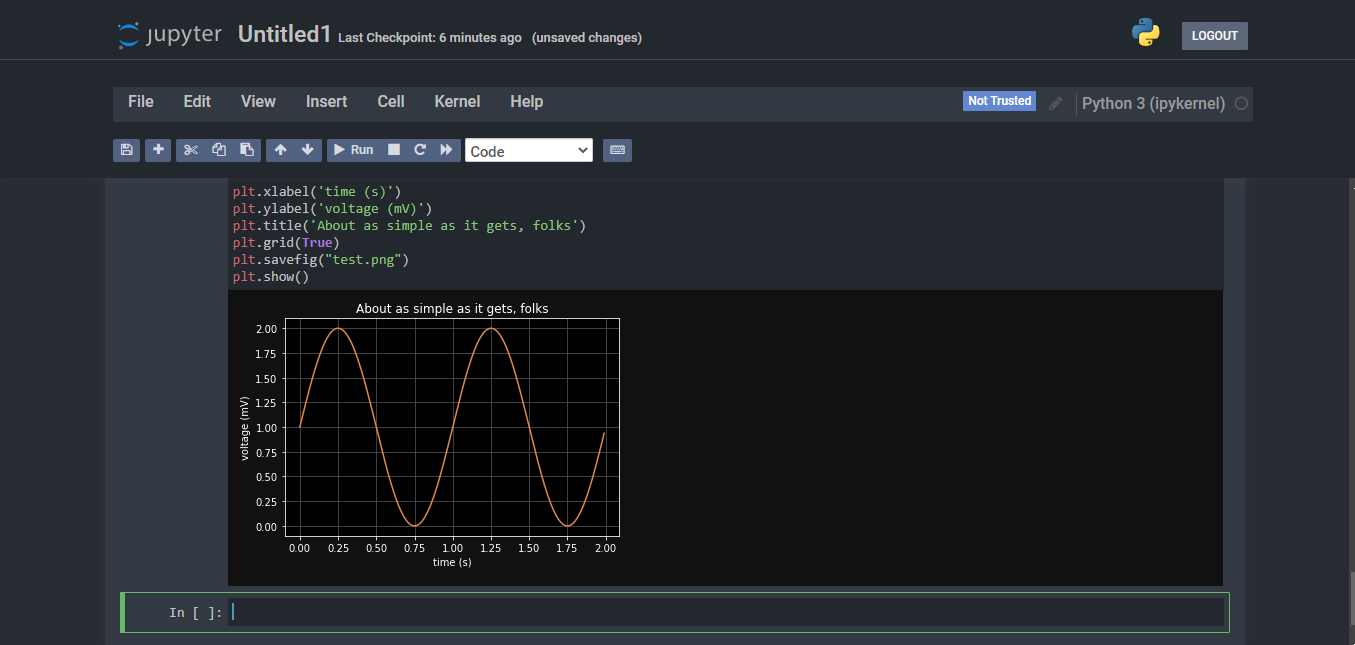 jupyter Untitled1 Last Checkpoint: 6 minutes ago (unsaved changes) LOGOUT
File Edit View Insert Cell Kernel Help Not Trusted Python 3 (ipykernel)
Run Code
plt.xlabel('time (s)')
plt.ylabel('voltage (mV)')
plt.title('About as simple as it gets, folks')
plt.grid(True)
plt.savefig("test.png")
plt.show()
About as simple as it gets, folks
2.00
1.75
1.50
1.25
1.00
0.75
0.50
0.25
0.00
voltage (mV)
0.00 0.25 0.50 0.75 1.00 1.25 1.50 1.75 2.00
time (s)
In [ ]: